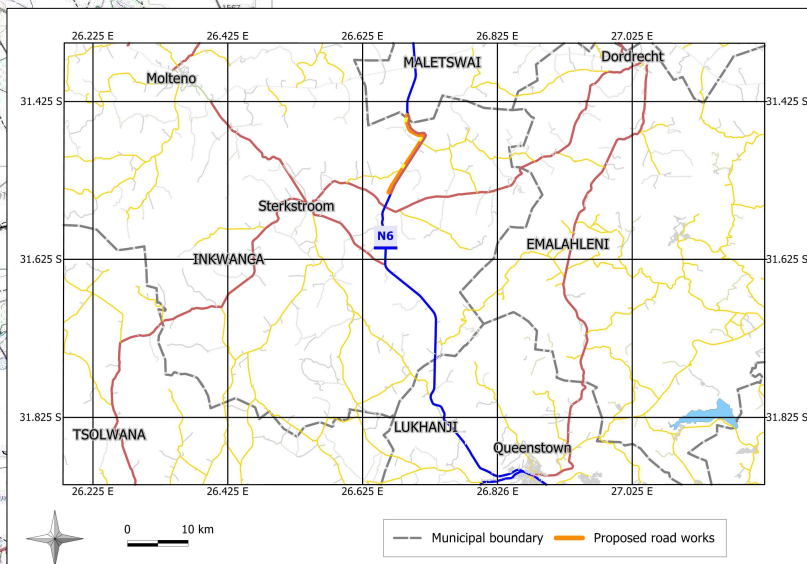 1567
26.225 E 26.425 E 26.625 E 26.825 E 27.025 E
MALETSWAI
Dordrecht
Molteno
31.425 S 31.425 S
Sterkstroom
N6
EMALAHLENI
INKWANCA
31.625 S 31.625 S
31.825 S 31.825 S
LUKHANJI
TSOLWANA
Queenstown
26.225 E 26.425 E 26.625 E 26.826 E 27.025 E
0 10 km
Municipal boundary Proposed road works